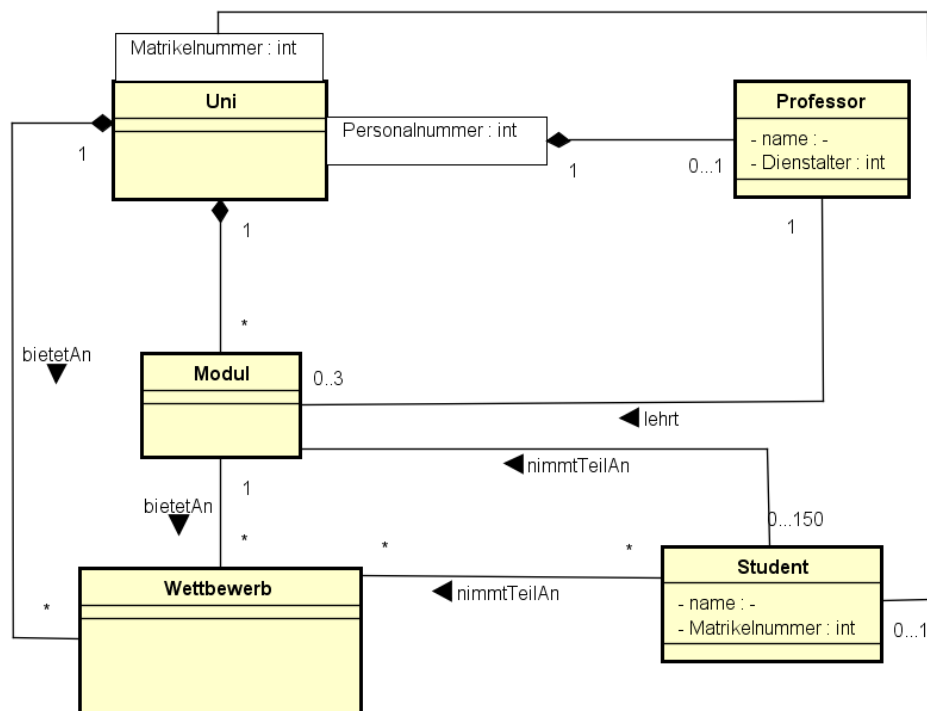 Matrikelnummer : int
Uni
Professor
Personalnummer : int
- name : -
- Dienstalter : int
1
1
0...1
1
1
*
bietetAn
Modul
0..3
lehrt
nimmtTeilAn
1
bietetAn
0...150
*
*
*
Student
Wettbewerb
nimmtTeilAn
- name : -
- Matrikelnummer : int
*
0...1